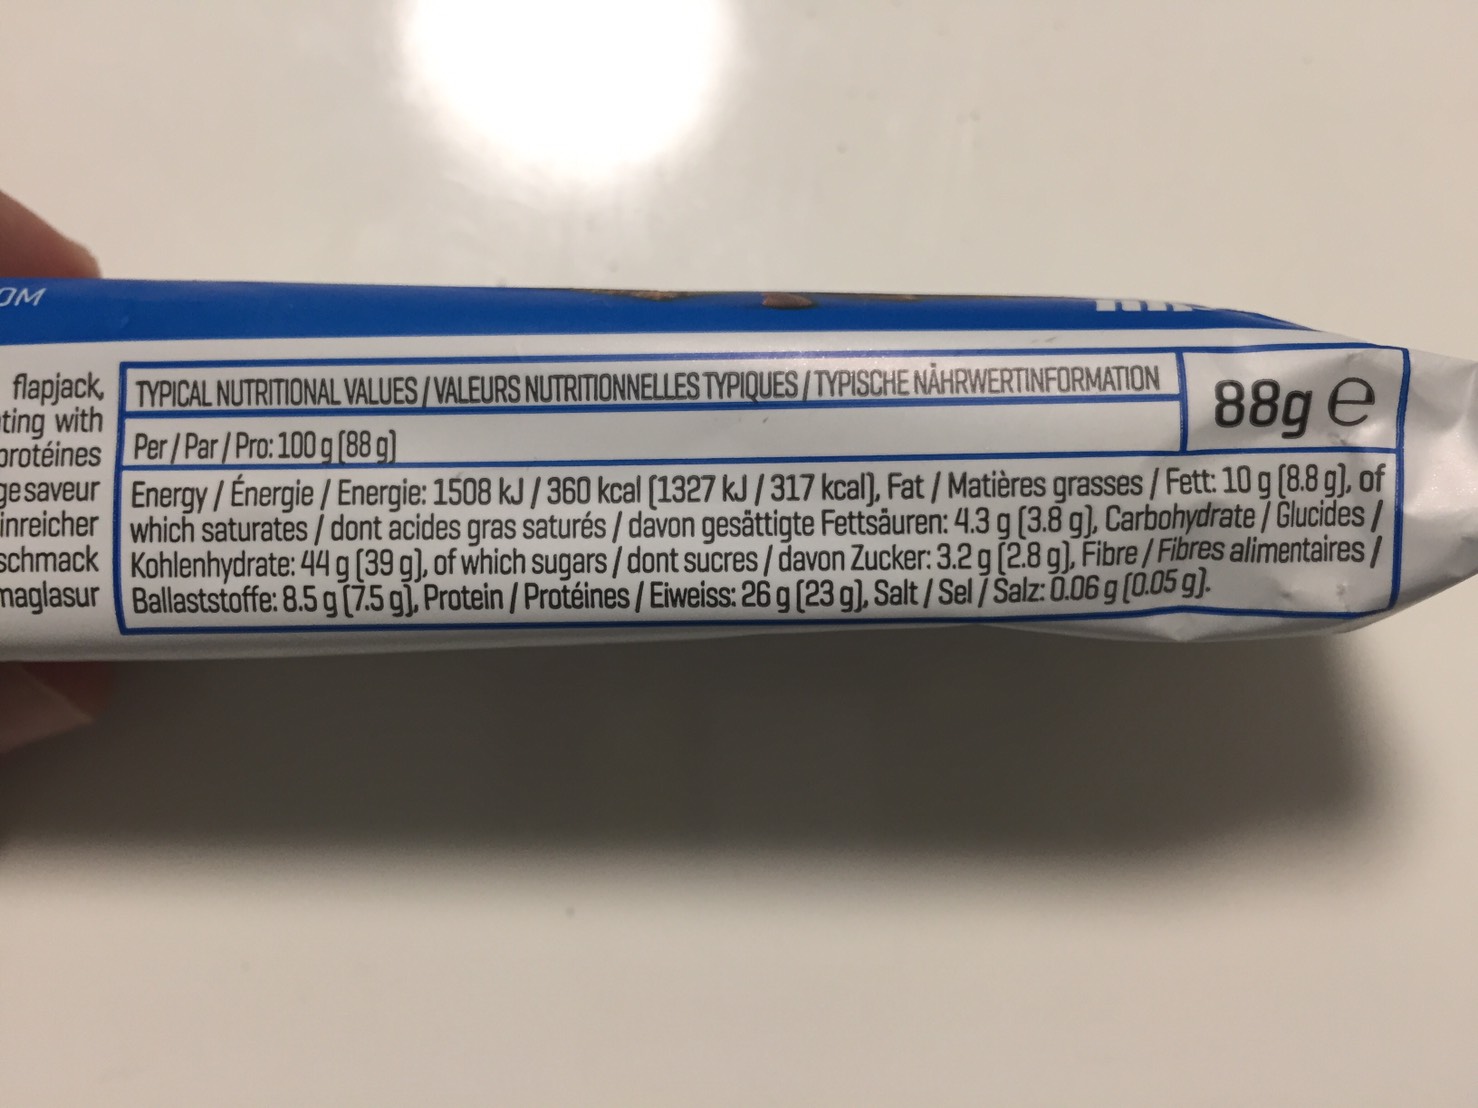 OM
flapjack,
ting with
protéines
ge saveur
inreicher
schmack
maglasur
TYPICAL NUTRITIONAL VALUES / VALEURS NUTRITIONNELLES TYPIQUES / TYPISCHE NÄHRWERTINFORMATION
88g e
Per / Par / Pro: 100 g (88 g)
Energy / Énergie / Energie: 1508 kJ / 360 kcal (1327 kJ / 317 kcal), Fat / Matières grasses / Fett: 10 g (8.8 g), of
which saturates / dont acides gras saturés / davon gesättigte Fettsäuren: 4.3 g (3.8 g), Carbohydrate / Glucides /
Kohlenhydrate: 44 g (39 g), of which sugars / dont sucres / davon Zucker: 3.2 g (2.8 g), Fibre / Fibres alimentaires /
Ballaststoffe: 8.5 g (7.5 g), Protein / Protéines / Eiweiss: 26 g (23 g), Salt / Sel / Salz: 0.06 g (0.05 g).